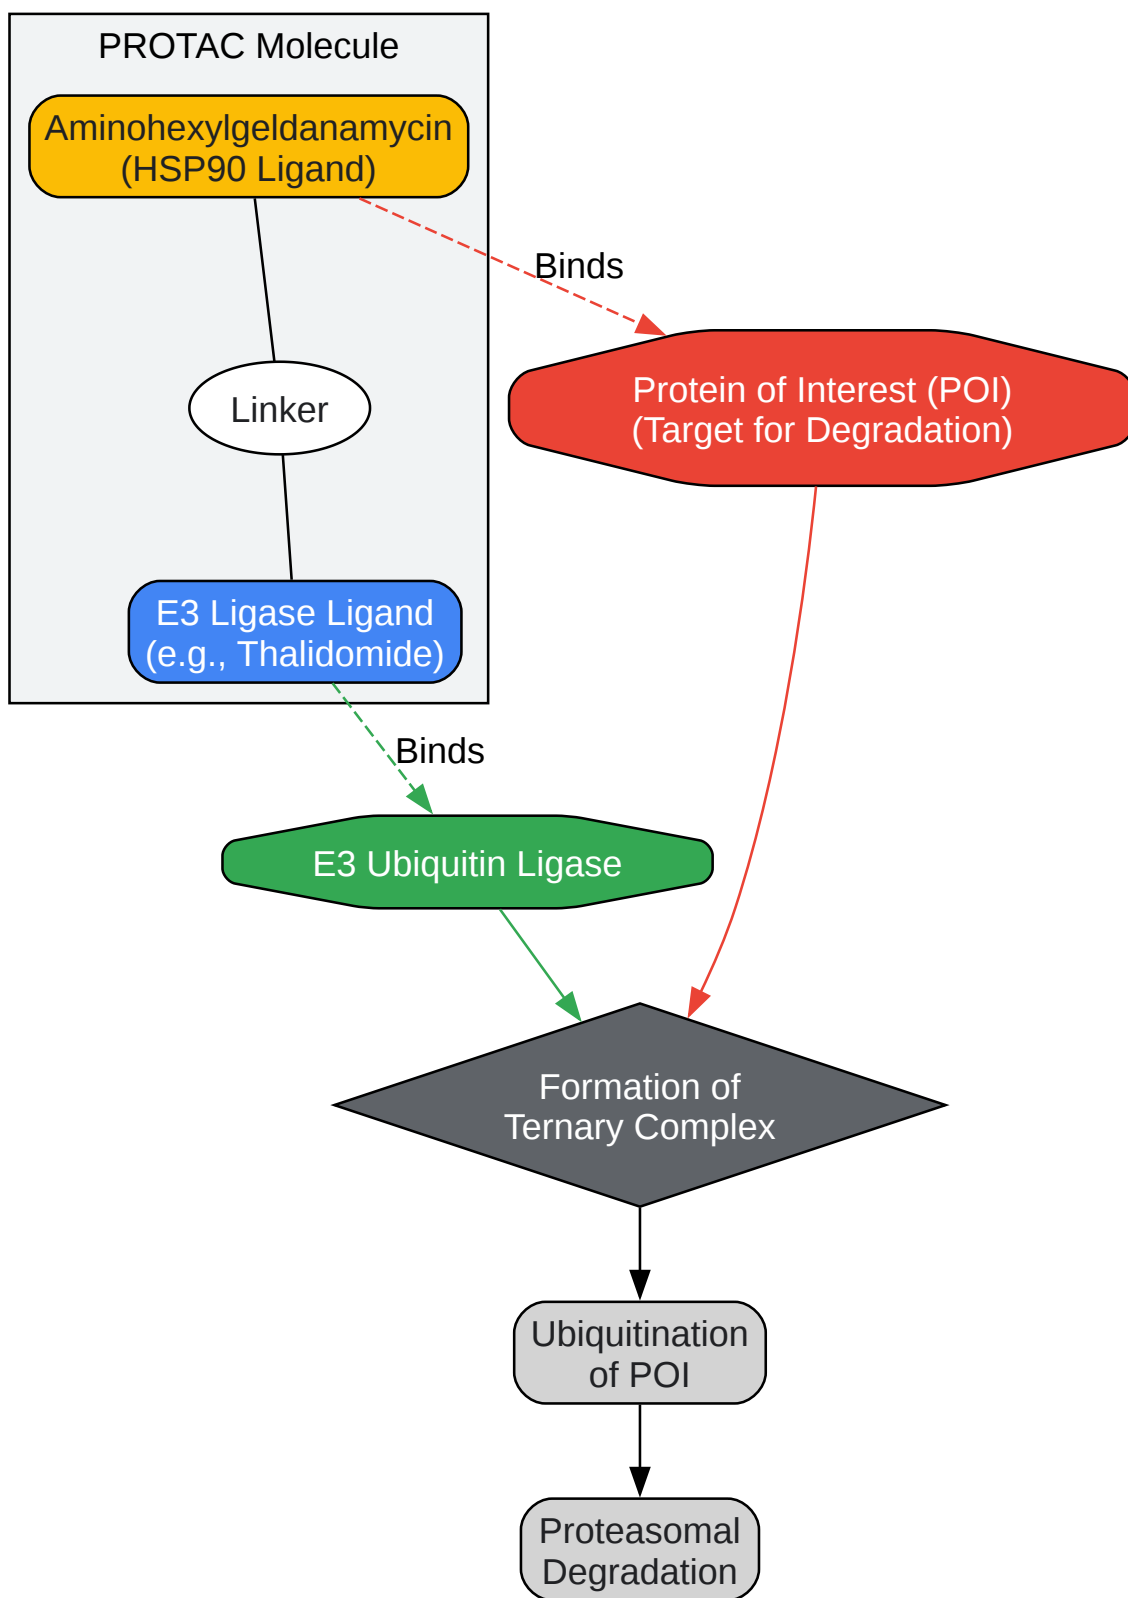 PROTAC Molecule
Aminohexylgeldanamycin
(HSP90 Ligand)
Binds
Protein of Interest (POI)
(Target for Degradation)
Linker
E3 Ligase Ligand
(e.g., Thalidomide)
Binds
E3 Ubiquitin Ligase
Formation of
Ternary Complex
Ubiquitination
of POI
Proteasomal
Degradation